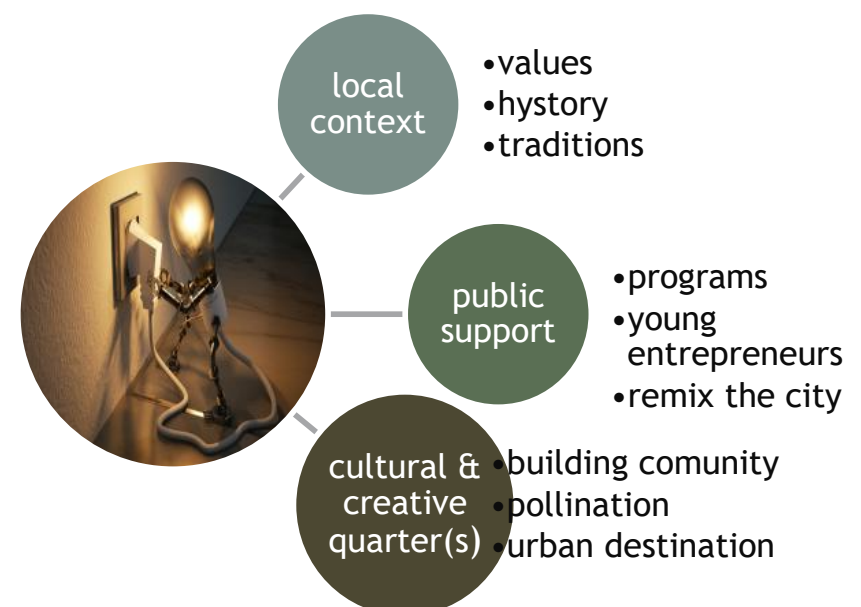 local
context
•values
•hystory
•traditions
public
support
•programs
•young
entrepreneurs
•remix the city
cultural &
creative
quarter(s)
•building comunity
•pollination
•urban destination